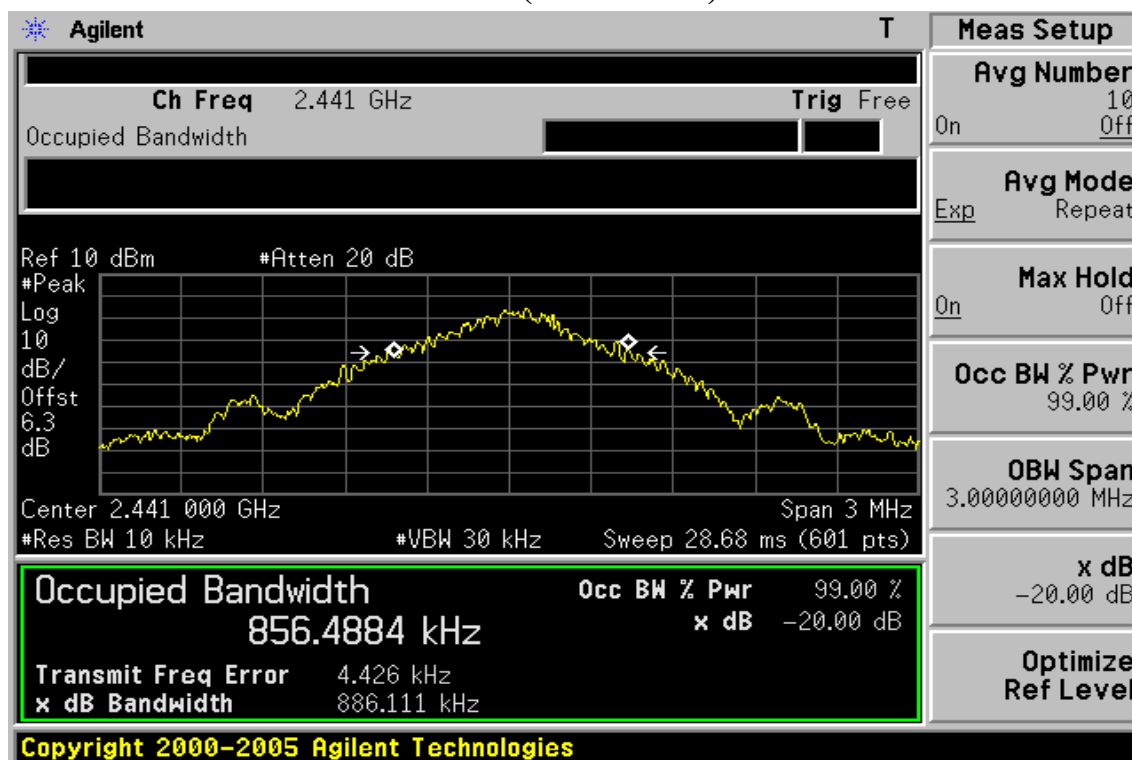 Agilent T
Ch Freq 2.441 GHz Trig Free
Occupied Bandwidth
Ref 10 dBm #Atten 20 dB
#Peak
Log
10
dB/
Offst
6.3
dB
Center 2.441 000 GHz Span 3 MHz
#Res BW 10 kHz #VBW 30 kHz Sweep 28.68 ms (601 pts)
Occupied Bandwidth Occ BW % Pwr 99.00 %
856.4884 kHz x dB -20.00 dB
Transmit Freq Error 4.426 kHz
x dB Bandwidth 886.111 kHz
Copyright 2000-2005 Agilent Technologies
Meas Setup
Avg Number
10
On Off
Avg Mode
Exp Repeat
Max Hold
On Off
Occ BW % Pwr
99.00 %
OBW Span
3.00000000 MHz
x dB
-20.00 dB
Optimize
Ref Level